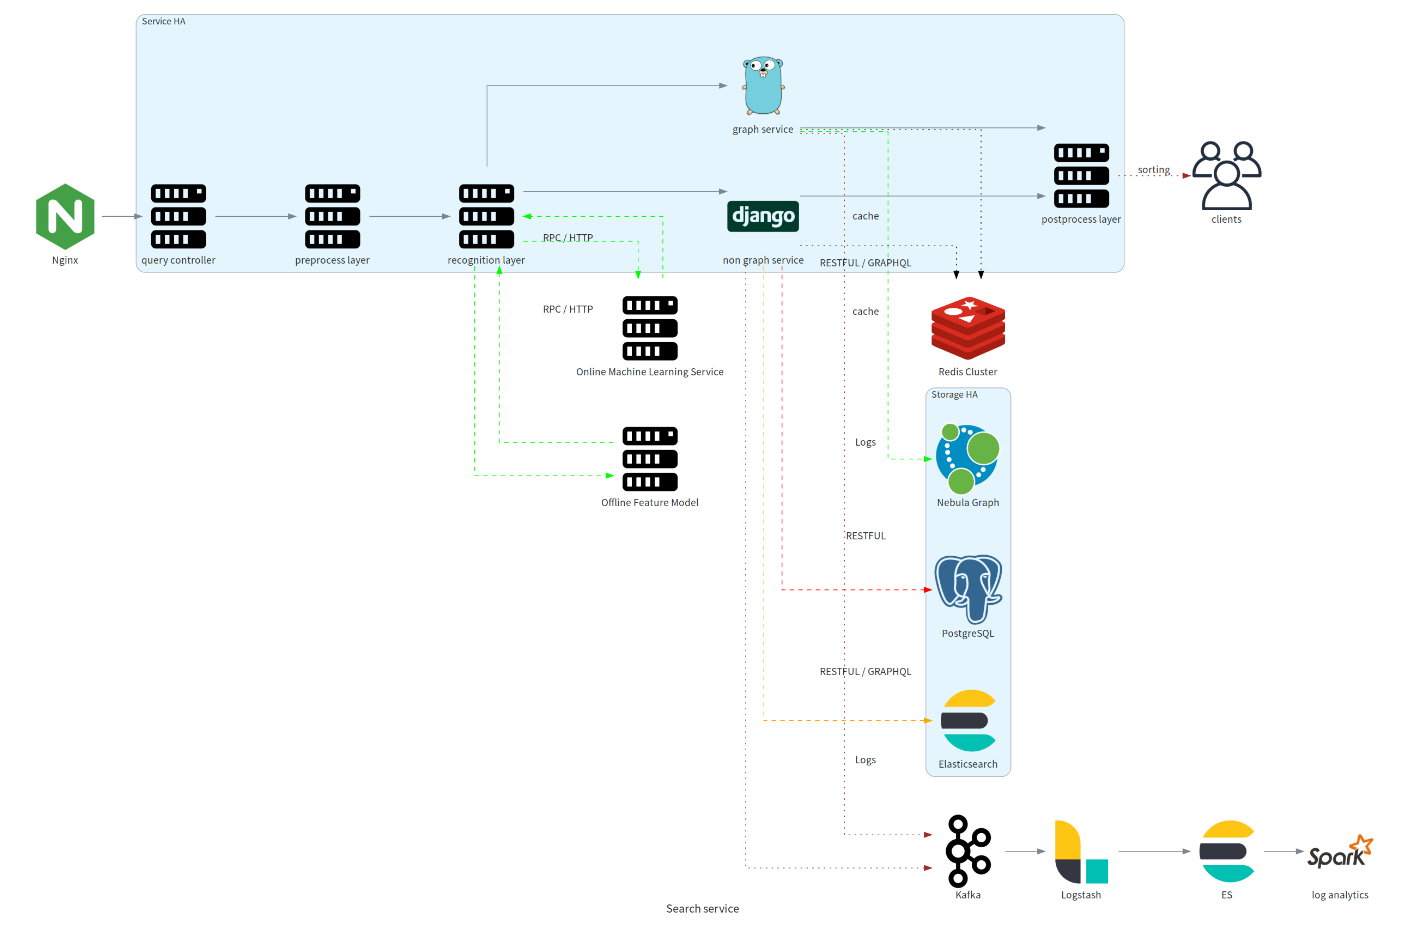 Service HA
graph service
sorting
django
cache
postprocess layer
clients
Nginx
query controller
preprocess layer
recognition layer
RPC / HTTP
non graph service
RESTFUL / GRAPHQL
RPC / HTTP
cache
Online Machine Learning Service
Redis Cluster
Storage HA
Logs
Offline Feature Model
Nebula Graph
RESTFUL
PostgreSQL
RESTFUL / GRAPHQL
Logs
Elasticsearch
Spark
Kafka
Logstash
ES
log analytics
Search service